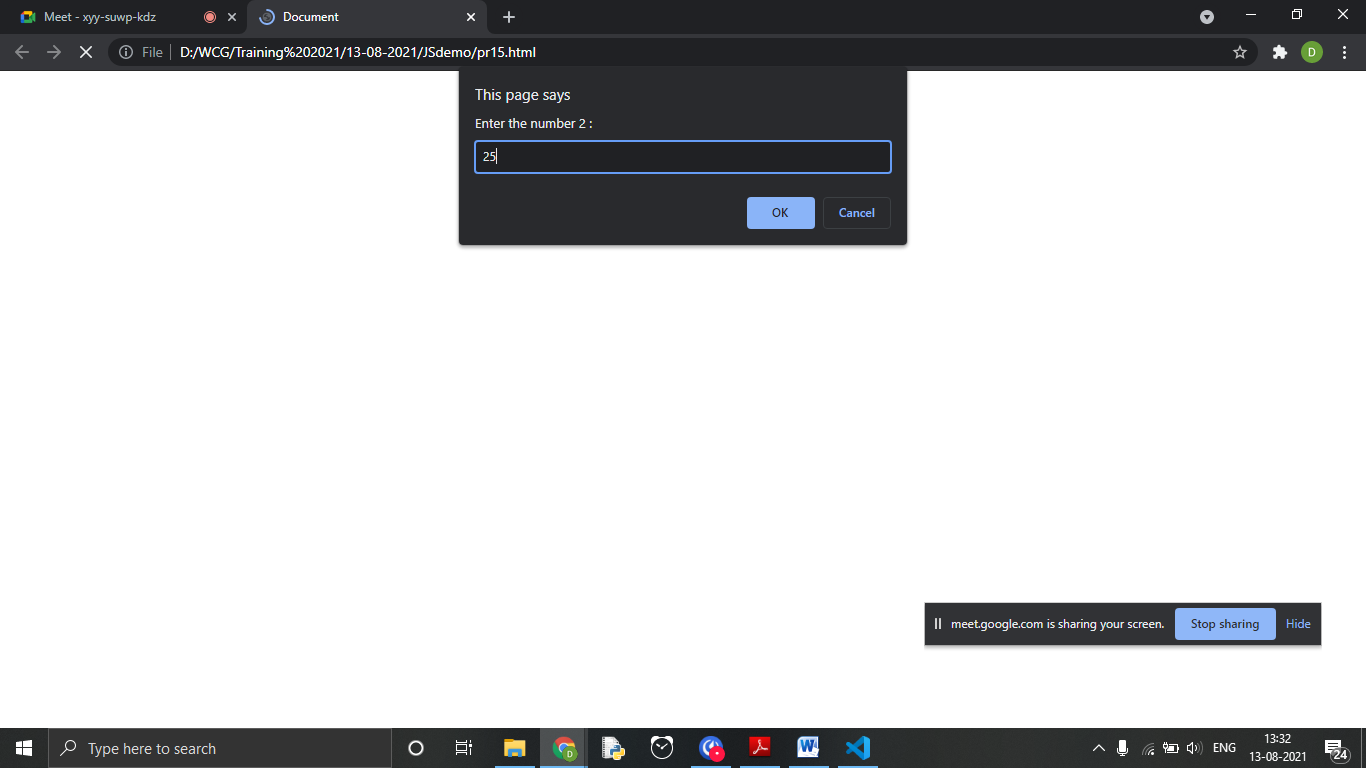 Meet - xyy-suwp-kdz
Document
File
D:/WCG/Training%202021/13-08-2021/JSdemo/pr15.html
D
This page says
Enter the number 2 :
25
OK
Cancel
meet.google.com is sharing your screen.
Stop sharing
Hide
Type here to search
D
W
ENG
13:32
13-08-2021
24